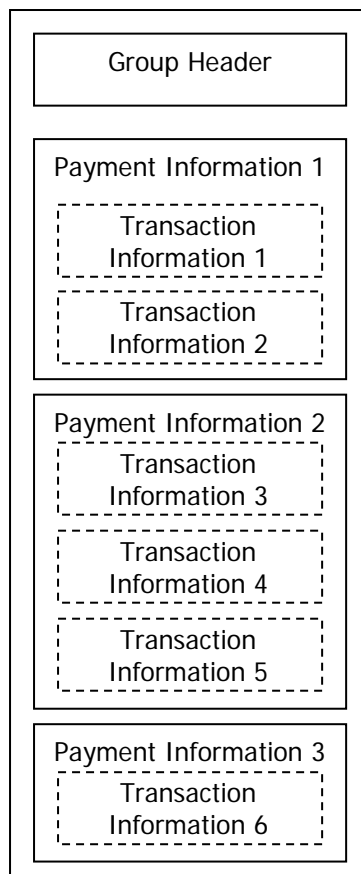 Group Header
Payment Information 1
Transaction
Information 1
Transaction
Information 2
Payment Information 2
Transaction
Information 3
Transaction
Information 4
Transaction
Information 5
Payment Information 3
Transaction
Information 6